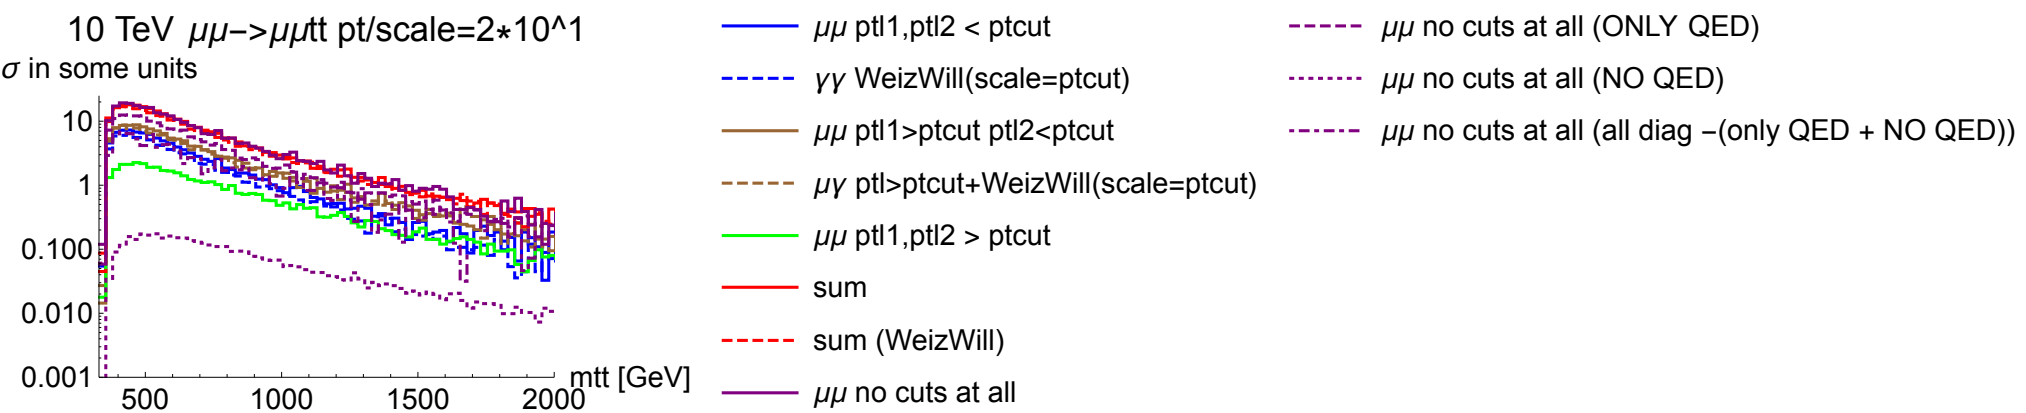 10 TeV μμ−>μμtt pt/scale=2*10^1
σ in some units
10
1
0.100
0.010
0.001
500
1000
1500
2000
mtt [GeV]
μμ ptl1,ptl2 < ptcut
γγ WeizWill(scale=ptcut)
μμ ptl1>ptcut ptl2<ptcut
μγ ptl>ptcut+WeizWill(scale=ptcut)
μμ ptl1,ptl2 > ptcut
sum
sum (WeizWill)
μμ no cuts at all
μμ no cuts at all (ONLY QED)
μμ no cuts at all (NO QED)
μμ no cuts at all (all diag −(only QED + NO QED))